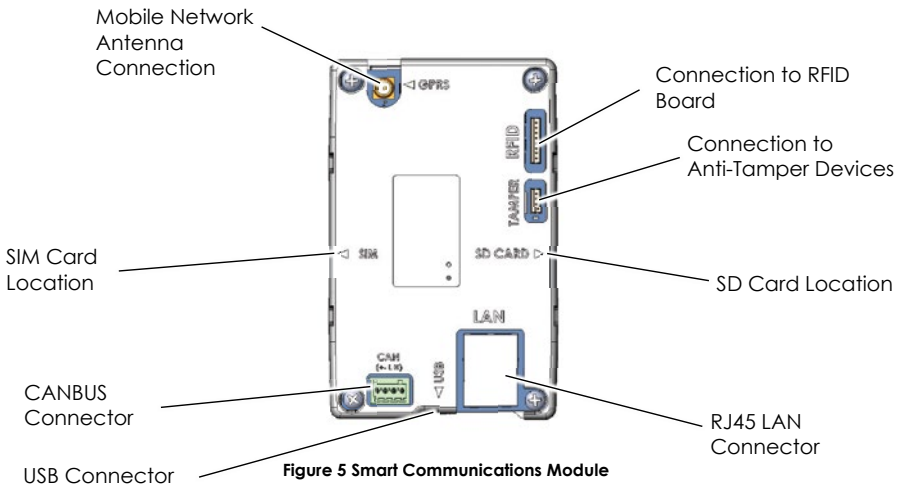 Mobile Network
Antenna
Connection
GPRS
Connection to RFID
Board
RFID
Connection to
Anti-Tamper Devices
TAMPER
SIM Card
Location
SIM
SD CARD
SD Card Location
LAN
CAN
USB
CANBUS
Connector
RJ45 LAN
Connector
USB Connector
Figure 5 Smart Communications Module